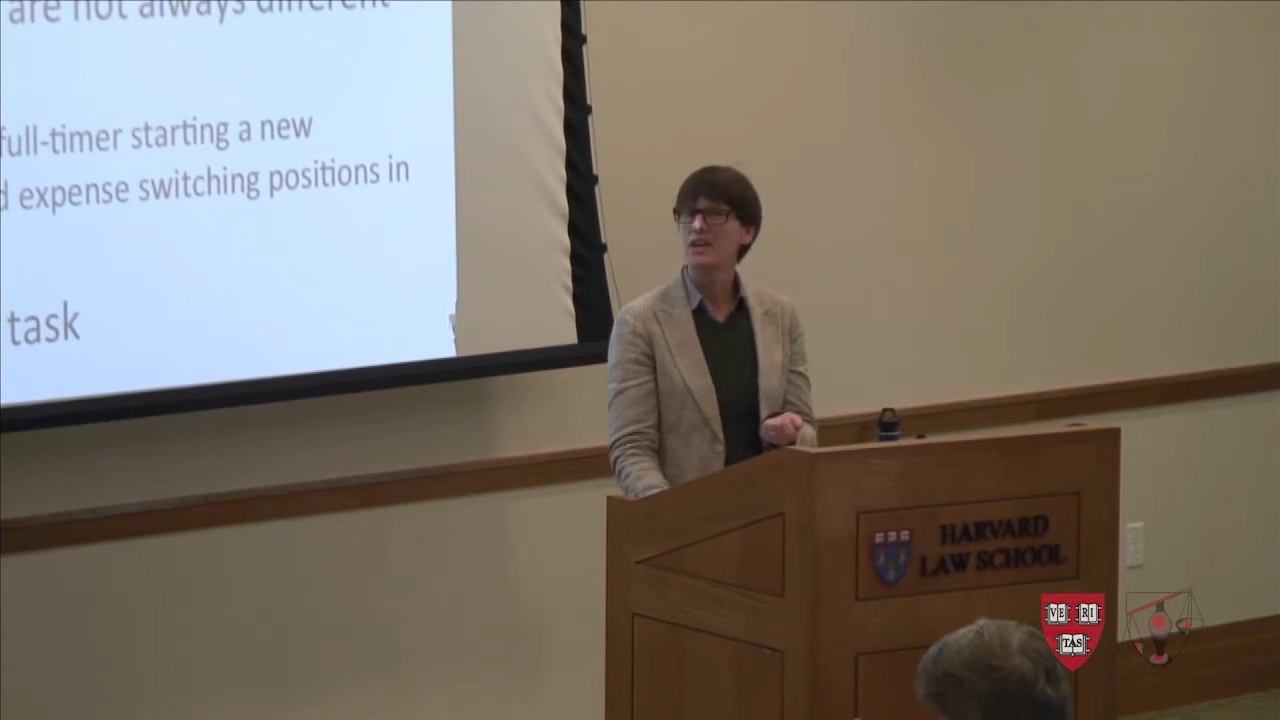 are not always different
full-timer starting a new
d expense switching positions in
task
HARVARD
LAW SCHOOL
VE RI
TAS